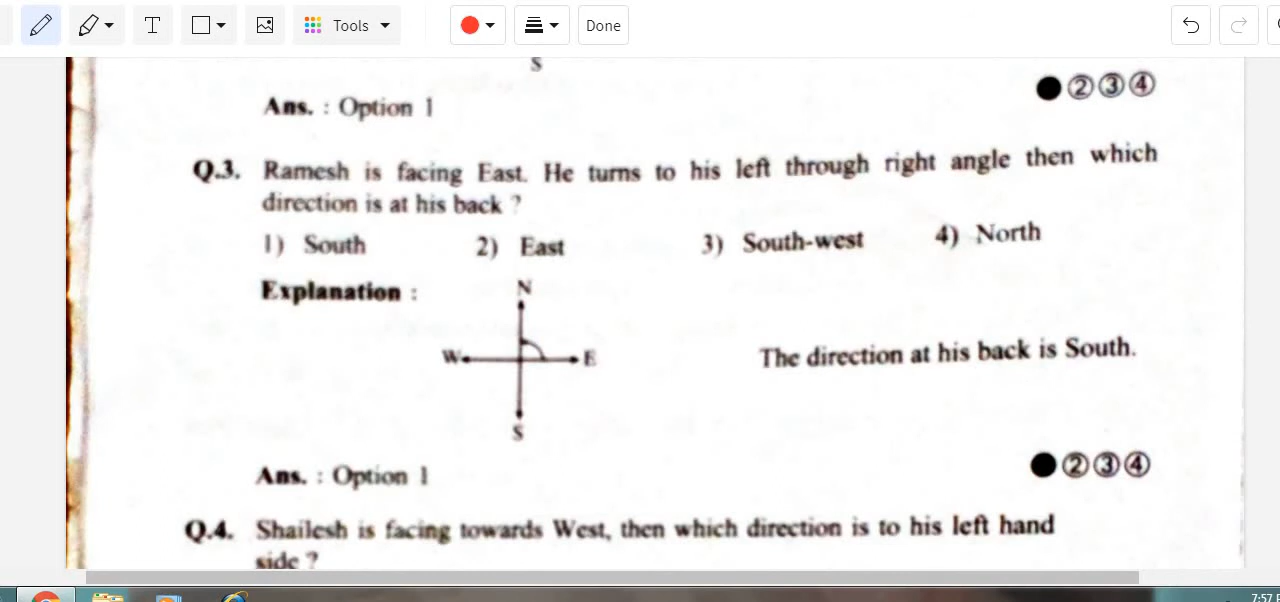 Tools
Done
S
②③④
Ans. : Option 1
Q.3. Ramesh is facing East. He turns to his left through right angle then which
direction is at his back ?
1) South 2) East 3) South-west 4) North
Explanation :
N
W E The direction at his back is South.
S
Ans. : Option 1 ②③④
Q.4. Shailesh is facing towards West, then which direction is to his left hand
side ?